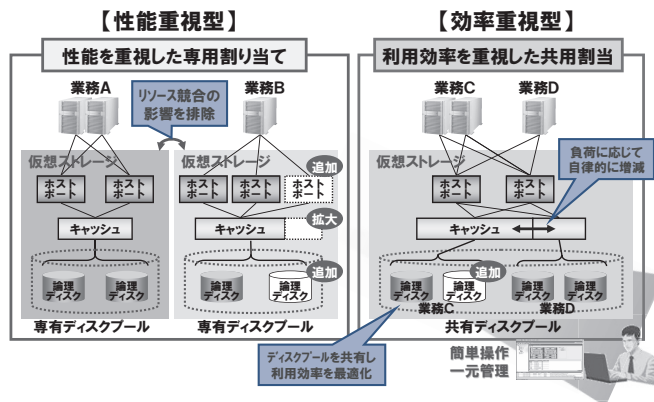 【性能重視型】
性能を重視した専用割り当て
業務A
リソース競合の
影響を排除
業務B
仮想ストレージ
ホスト
ポート
ホスト
ポート
キャッシュ
論理
ディスク
論理
ディスク
専有ディスクプール
仮想ストレージ
追加
ホスト
ポート
ホスト
ポート
ホスト
ポート
拡大
キャッシュ
追加
論理
ディスク
論理
ディスク
専有ディスクプール
【効率重視型】
利用効率を重視した共用割当
業務C
業務D
負荷に応じて
自律的に増減
仮想ストレージ
ホスト
ポート
ホスト
ポート
キャッシュ
追加
論理
ディスク
論理
ディスク
論理
ディスク
論理
ディスク
業務C
業務D
共有ディスクプール
ディスクプールを共有し
利用効率を最適化
簡単操作
一元管理